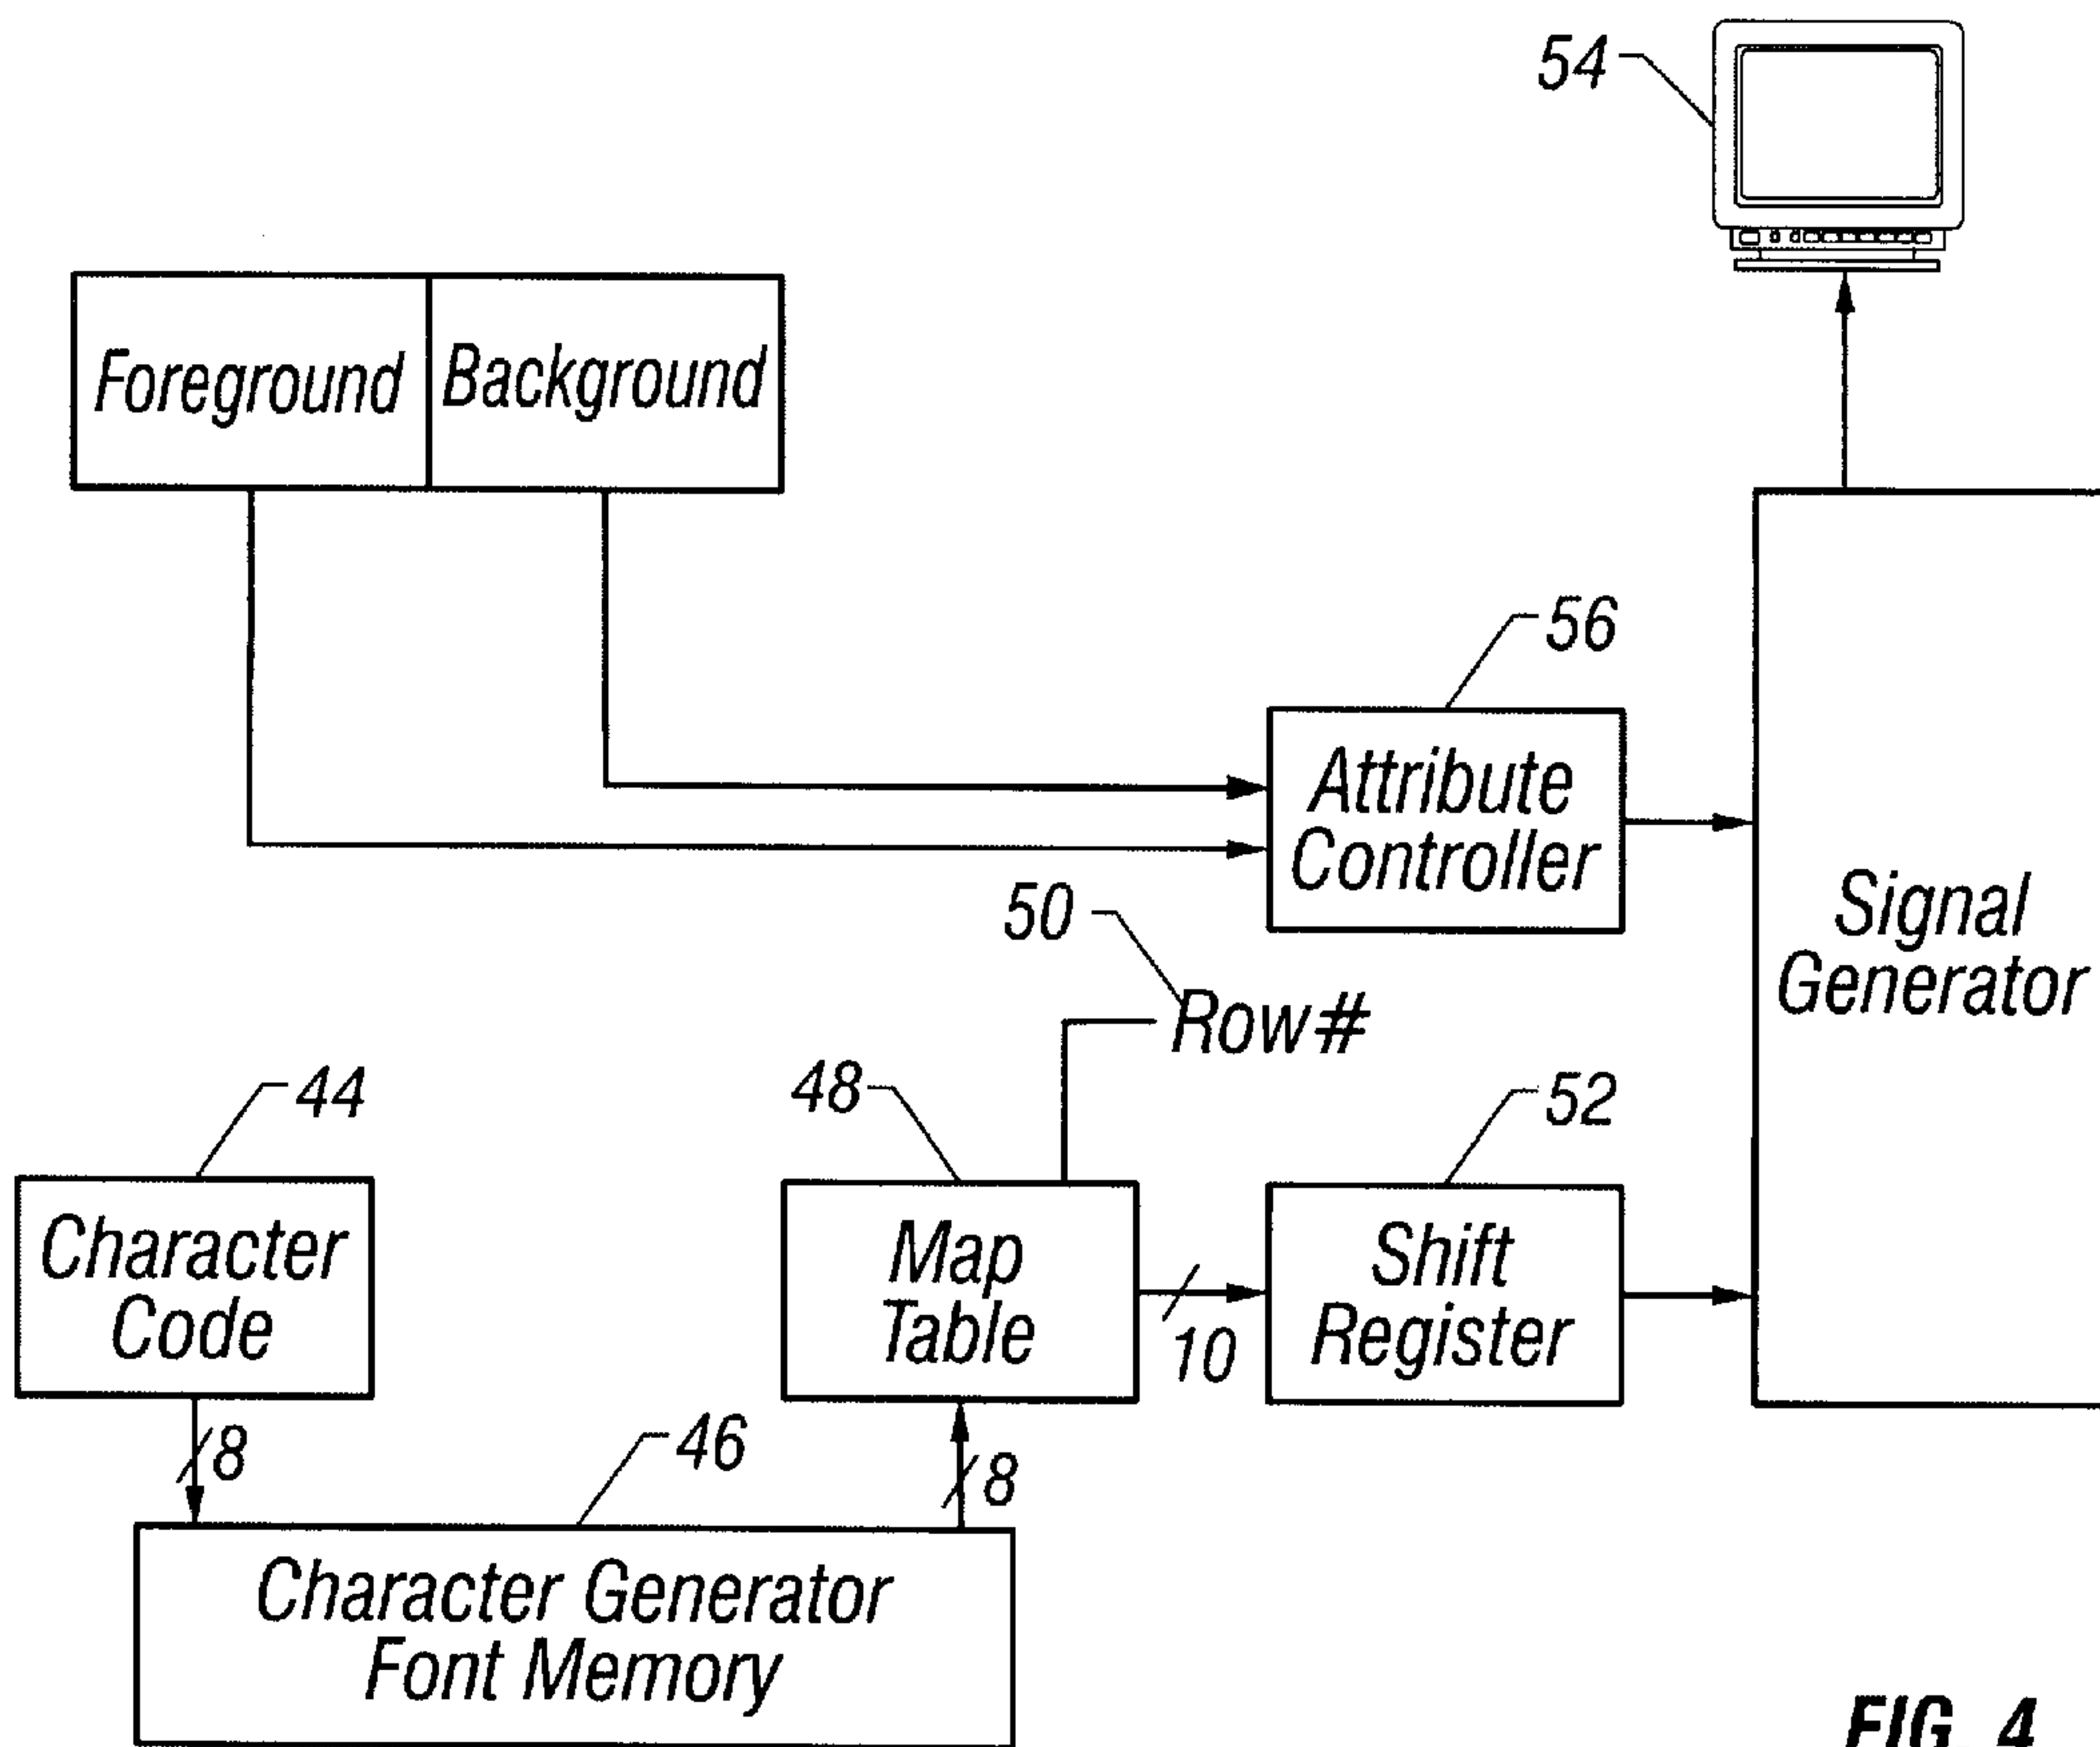 54
Foreground
Background
56
Attribute
Controller
50
Row#
Signal
Generator
44
48
52
Character
Code
Map
Table
10
Shift
Register
8
46
8
Character Generator
Font Memory
FIG. 4